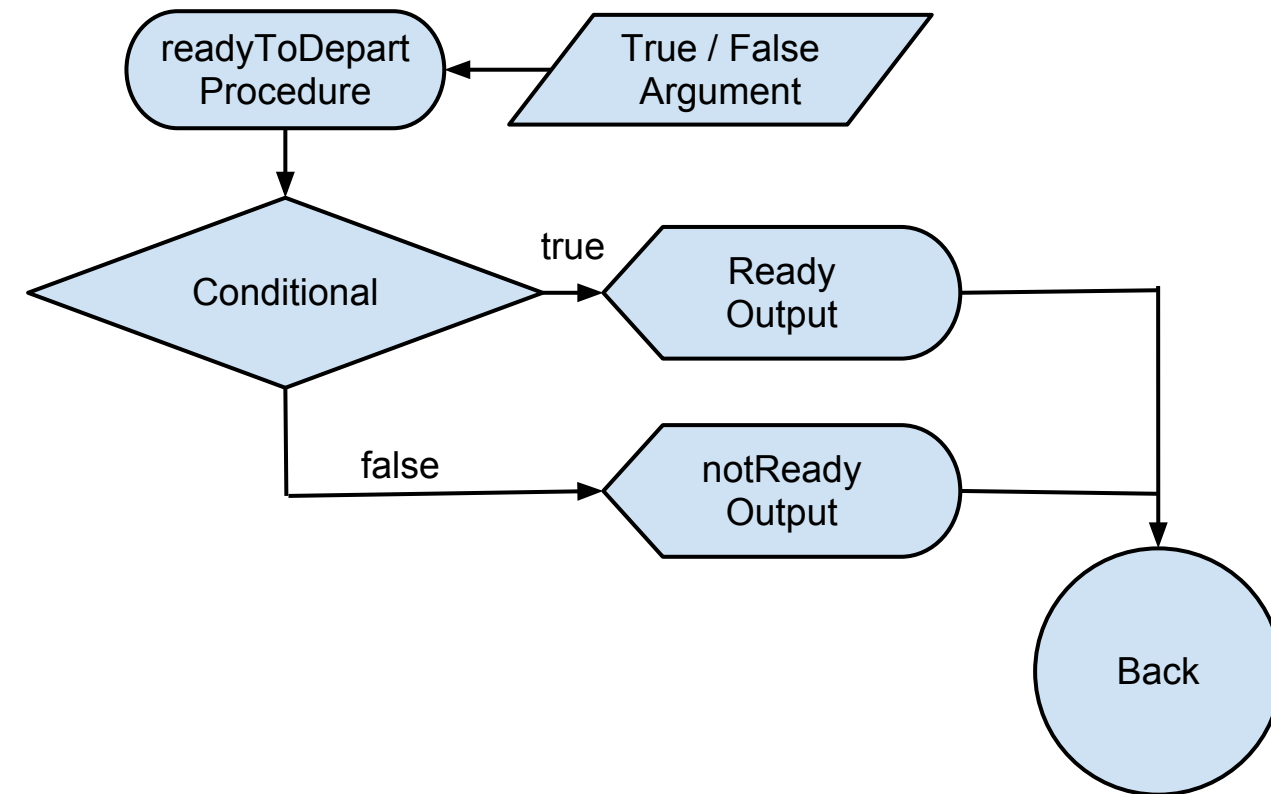 readyToDepart
Procedure
True / False
Argument
Conditional
true
Ready
Output
false
notReady
Output
Back